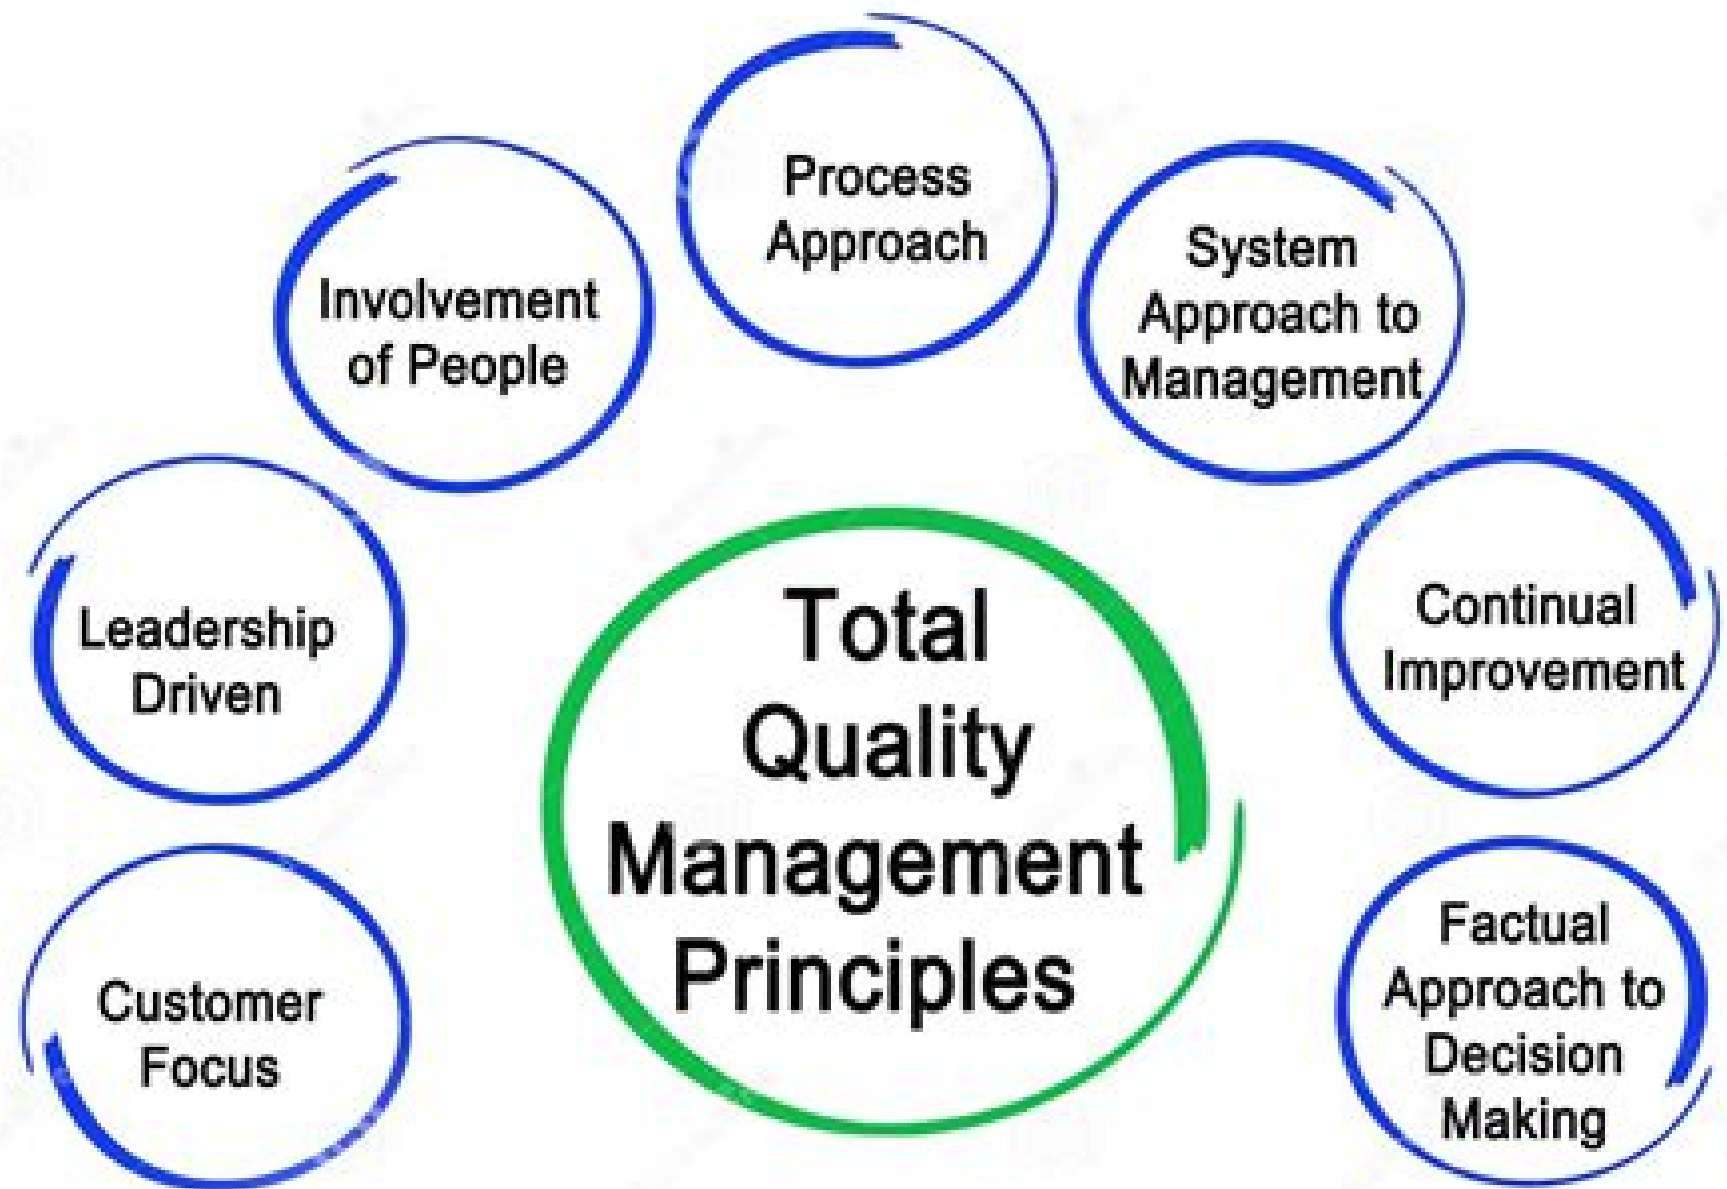 Process
Approach
System
Approach to
Management
Involvement
of People
Continual
Improvement
Leadership
Driven
Total
Quality
Management
Principles
Factual
Approach to
Decision
Making
Customer
Focus